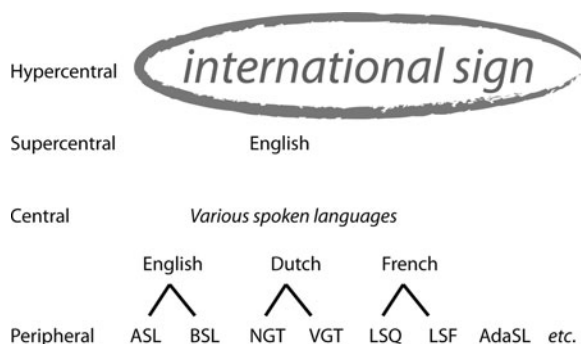 Hypercentral international sign
Supercentral English
Central Various spoken languages
English Dutch French
Peripheral ASL BSL NGT VGT LSQ LSF AdaSL etc.